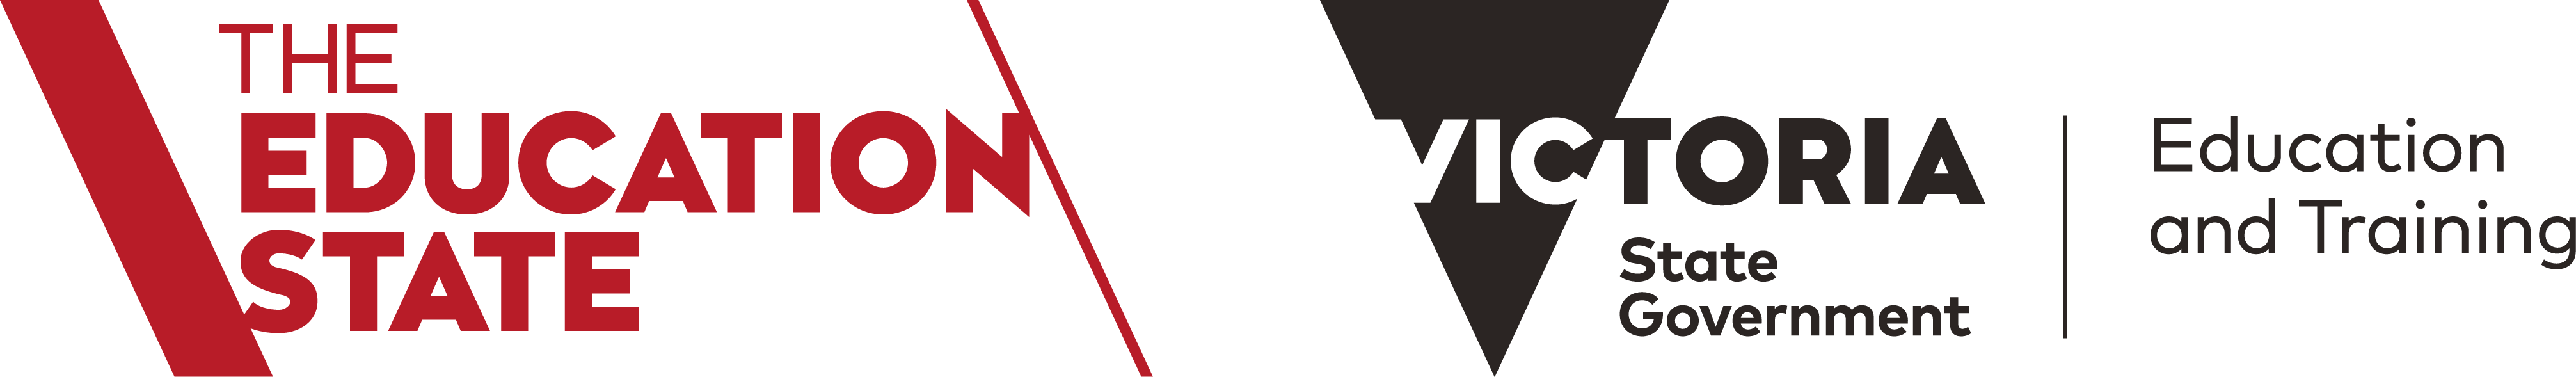 THE
EDUCATION
STATE
VICTORIA
State
Government
Education
and Training